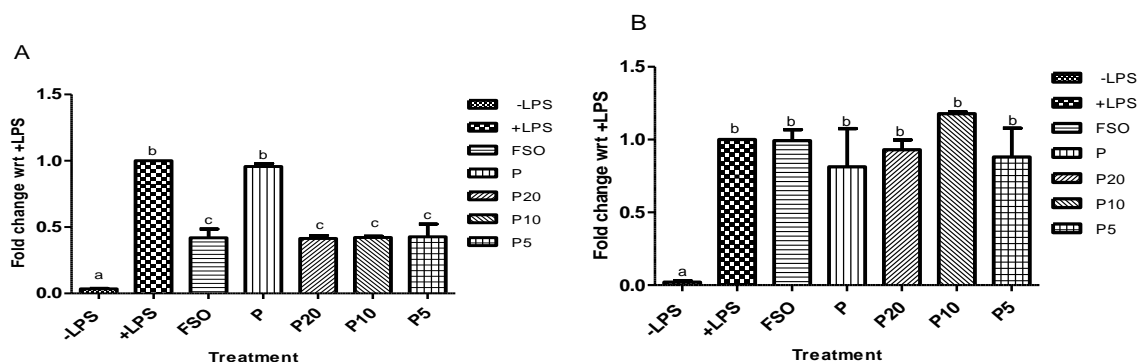 A
Fold change wrt +LPS
1.5
1.0
0.5
0.0
a
b
c
b
c
c
c
-LPS
+LPS
FSO
P
P20
P10
P5
Treatment
-LPS
+LPS
FSO
P
P20
P10
P5
B
Fold change wrt +LPS
1.5
1.0
0.5
0.0
a
b
b
b
b
b
b
-LPS
+LPS
FSO
P
P20
P10
P5
Treatment
-LPS
+LPS
FSO
P
P20
P10
P5